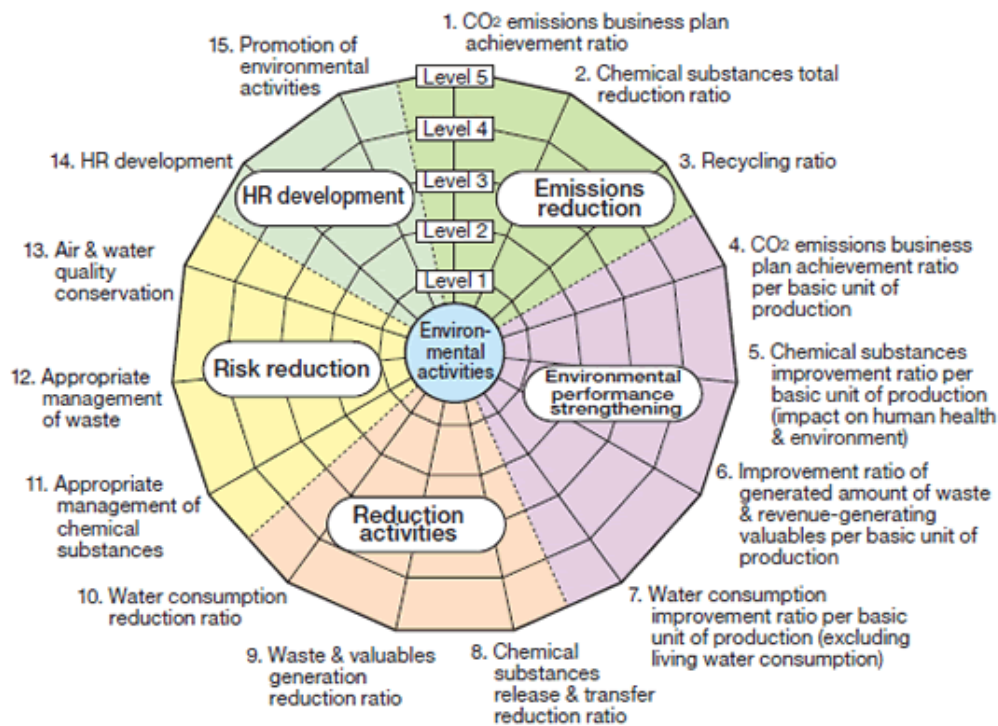 1. CO2 emissions business plan
achievement ratio
2. Chemical substances total
reduction ratio
3. Recycling ratio
4. CO2 emissions business
plan achievement ratio
per basic unit of
production
5. Chemical substances
improvement ratio per
basic unit of production
(impact on human health
& environment)
6. Improvement ratio of
generated amount of waste
& revenue-generating
valuables per basic unit of
production
7. Water consumption
improvement ratio per basic
unit of production (excluding
living water consumption)
8. Chemical
substances
release & transfer
reduction ratio
9. Waste & valuables
generation
reduction ratio
10. Water consumption
reduction ratio
11. Appropriate
management of
chemical
substances
12. Appropriate
management
of waste
13. Air & water
quality
conservation
14. HR development
15. Promotion of
environmental
activities
Level 5
Level 4
Level 3
Level 2
Level 1
HR development
Emissions
reduction
Environ-
mental
activities
Risk reduction
Environmental
performance
strengthening
Reduction
activities